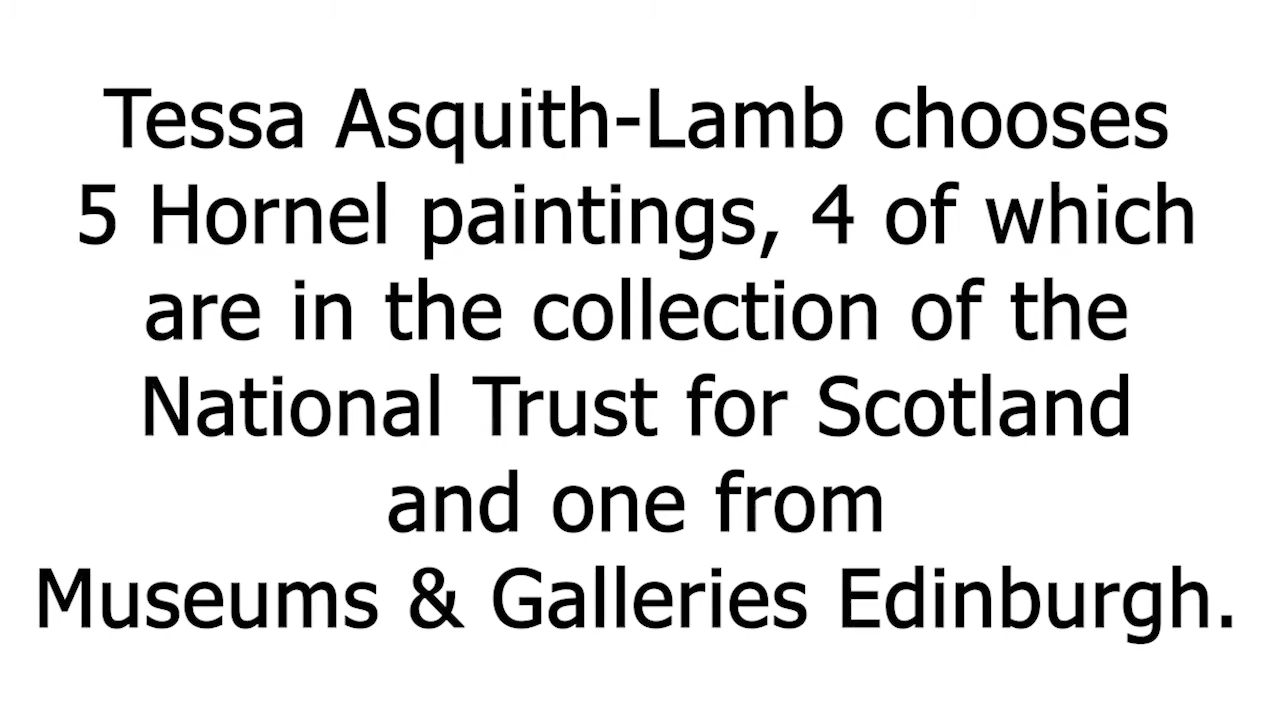 Tessa Asquith-Lamb chooses
5 Hornel paintings, 4 of which
are in the collection of the
National Trust for Scotland
and one from
Museums & Galleries Edinburgh.